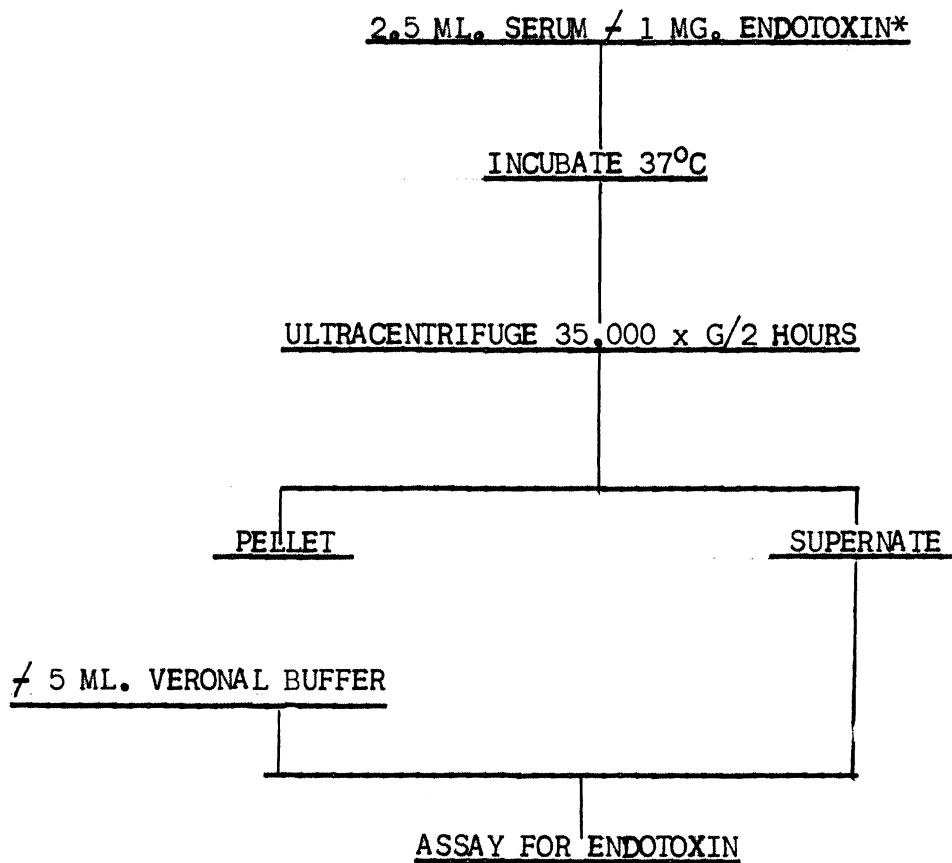 2.5 ML. SERUM ⌿ 1 MG. ENDOTOXIN*
INCUBATE 37°C
ULTRACENTRIFUGE 35.000 x G/2 HOURS
PELLET
SUPERNATE
⌿ 5 ML. VERONAL BUFFER
ASSAY FOR ENDOTOXIN